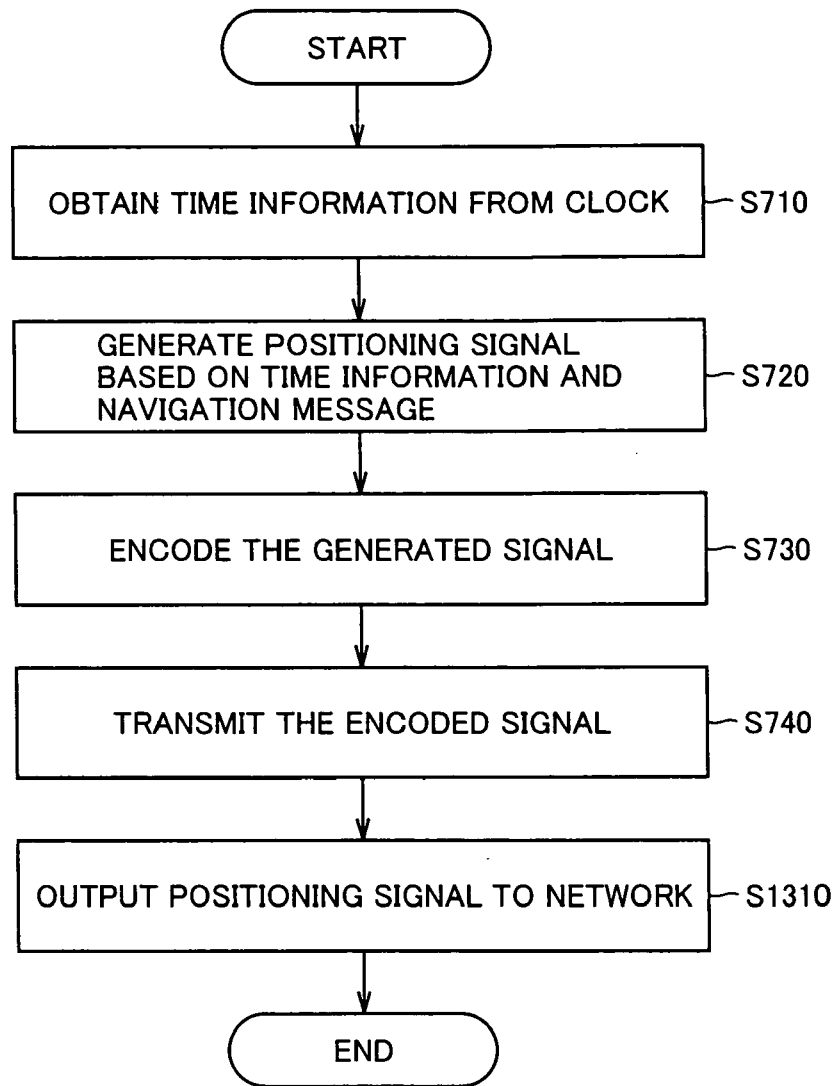 START
OBTAIN TIME INFORMATION FROM CLOCK
S710
GENERATE POSITIONING SIGNAL
BASED ON TIME INFORMATION AND
NAVIGATION MESSAGE
S720
ENCODE THE GENERATED SIGNAL
S730
TRANSMIT THE ENCODED SIGNAL
S740
OUTPUT POSITIONING SIGNAL TO NETWORK
S1310
END